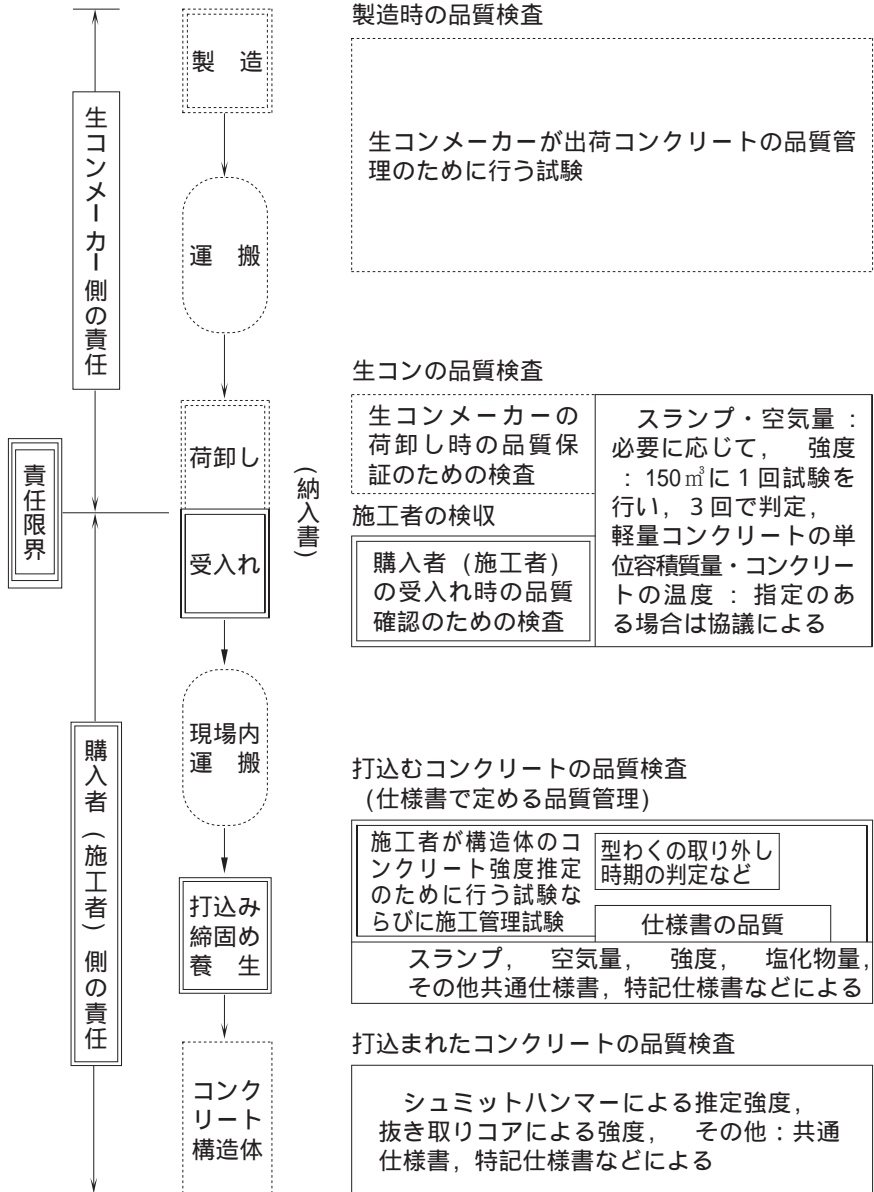 製造時の品質検査
製　造
生コンメーカーが出荷コンクリートの品質管
理のために行う試験
生コンメーカー側の責任
運　搬
生コンの品質検査
荷卸し
(納入書)
生コンメーカーの
荷卸し時の品質保
証のための検査
スランプ・空気量：
必要に応じて，　強度
：150㎥に１回試験を
行い，３回で判定，
軽量コンクリートの単
位容積質量・コンクリー
トの温度：指定のあ
る場合は協議による
責任限界
施工者の検収
受入れ
購入者（施工者）
の受入れ時の品質
確認のための検査
現場内
運　搬
購入者（施工者）側の責任
打込むコンクリートの品質検査
（仕様書で定める品質管理）
施工者が構造体のコ
ンクリート強度推定
のために行う試験な
らびに施工管理試験
型わくの取り外し
時期の判定など
仕様書の品質
打込み
締固め
養　生
スランプ，　空気量，　強度，　塩化物量，
その他共通仕様書，特記仕様書などによる
打込まれたコンクリートの品質検査
コンク
リート
構造体
シュミットハンマーによる推定強度，
抜き取りコアによる強度，　その他：共通
仕様書，特記仕様書などによる